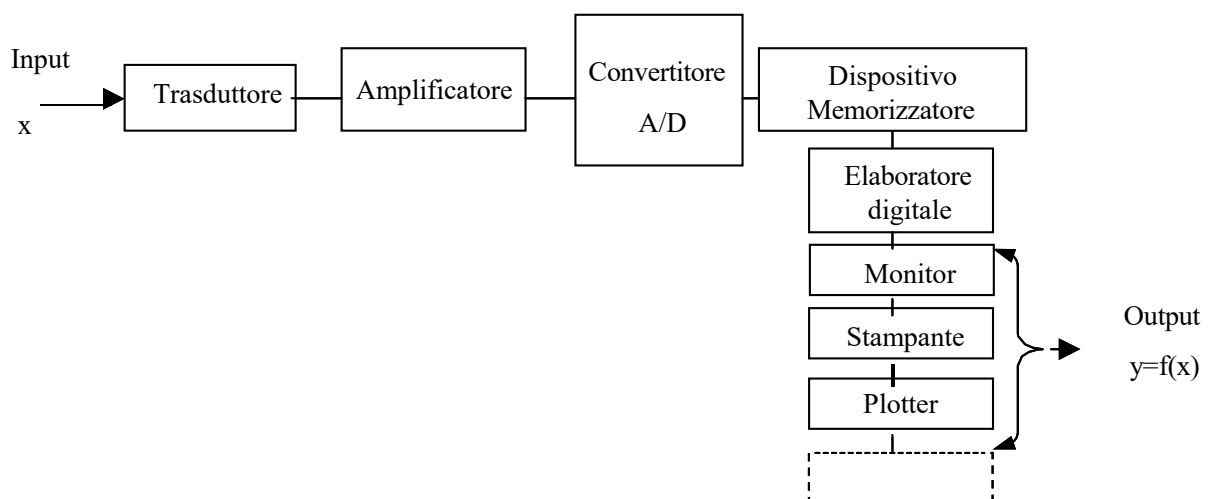 Input
x
Trasduttore
Amplificatore
Convertitore
A/D
Dispositivo
Memorizzatore
Elaboratore
digitale
Monitor
Stampante
Plotter
Output
y=f(x)